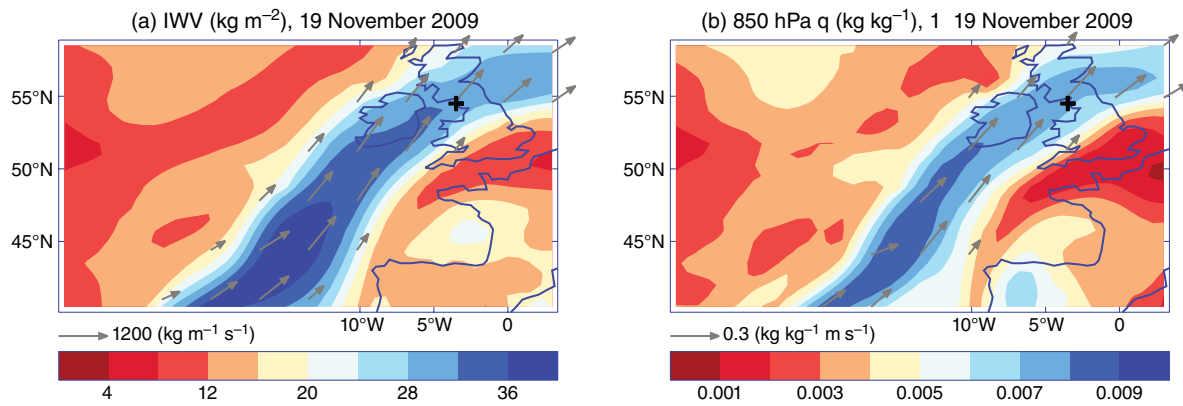 (a) IWV (kg m⁻²), 19 November 2009
55°N
50°N
45°N
10°W 5°W 0
1200 (kg m⁻¹ s⁻¹)
4 12 20 28 36
(b) 850 hPa q (kg kg⁻¹), 1 19 November 2009
55°N
50°N
45°N
10°W 5°W 0
0.3 (kg kg⁻¹ m s⁻¹)
0.001 0.003 0.005 0.007 0.009